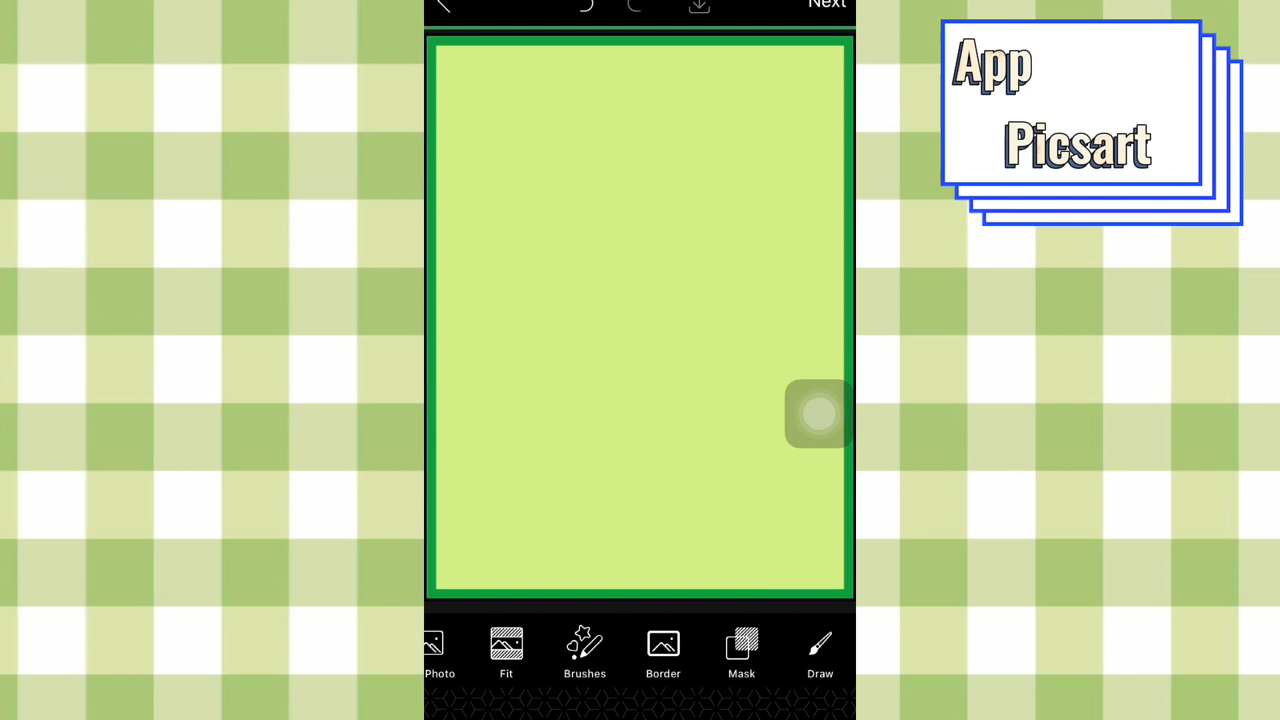 Next
App
Picsart
Photo
Fit
Brushes
Border
Mask
Draw